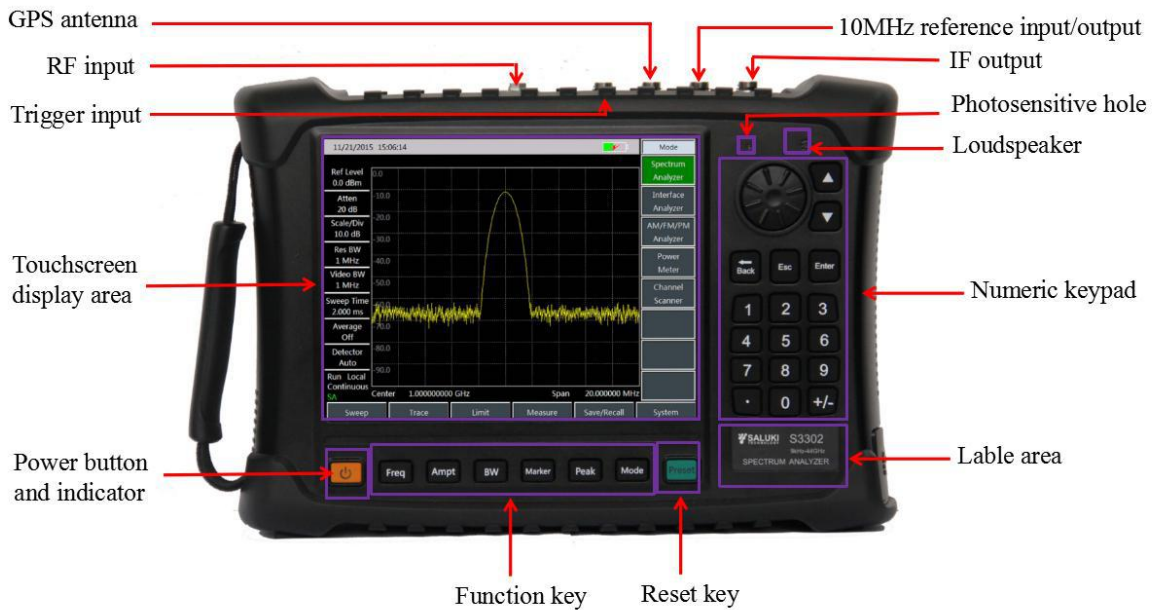 GPS antenna
10MHz reference input/output
RF input
IF output
Trigger input
Photosensitive hole
Loudspeaker
11/21/2015 15:06:14
Mode
Ref Level
0.0 dBm
Atten
20 dB
Scale/Div
10.0 dB
Res BW
1 MHz
Video BW
1 MHz
Sweep Time
2.000 ms
Average
Off
Detector
Auto
Run Local
Continuous
SA
0.0
-10.0
-20.0
-30.0
-40.0
-50.0
-60.0
-70.0
-80.0
-90.0
Center 1.000000000 GHz Span 20.000000 MHz
Spectrum
Analyzer
Interface
Analyzer
AM/FM/PM
Analyzer
Power
Meter
Channel
Scanner
Sweep Trace Limit Measure Save/Recall System
Touchscreen
display area
Back Esc Enter
1 2 3
4 5 6
7 8 9
. 0 +/-
Numeric keypad
SALUKI S3302
TECHNOLOGY
9kHz-44GHz
SPECTRUM ANALYZER
Lable area
Power button
and indicator
Freq Ampt BW Marker Peak Mode Preset
Function key
Reset key